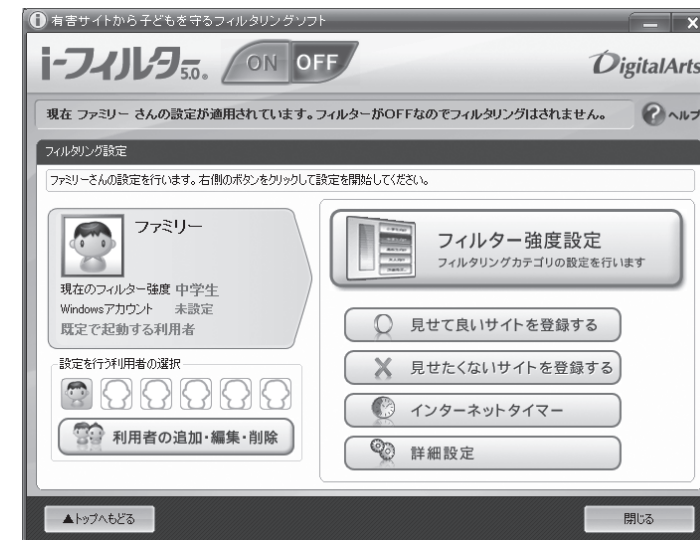 有害サイトから子どもを守るフィルタリングソフト
i-フィルター 5.0. ON OFF
DigitalArts
現在 ファミリー さんの設定が適用されています。フィルターがOFFなのでフィルタリングはされません。 ヘルプ
フィルタリング設定
ファミリーさんの設定を行います。右側のボタンをクリックして設定を開始してください。
ファミリー
現在のフィルター強度 中学生
Windowsアカウント 未設定
既定で起動する利用者
設定を行う利用者の選択
利用者の追加・編集・削除
フィルター強度設定
フィルタリングカテゴリの設定を行います
見せて良いサイトを登録する
見せたくないサイトを登録する
インターネットタイマー
詳細設定
▲トップへもどる
閉じる